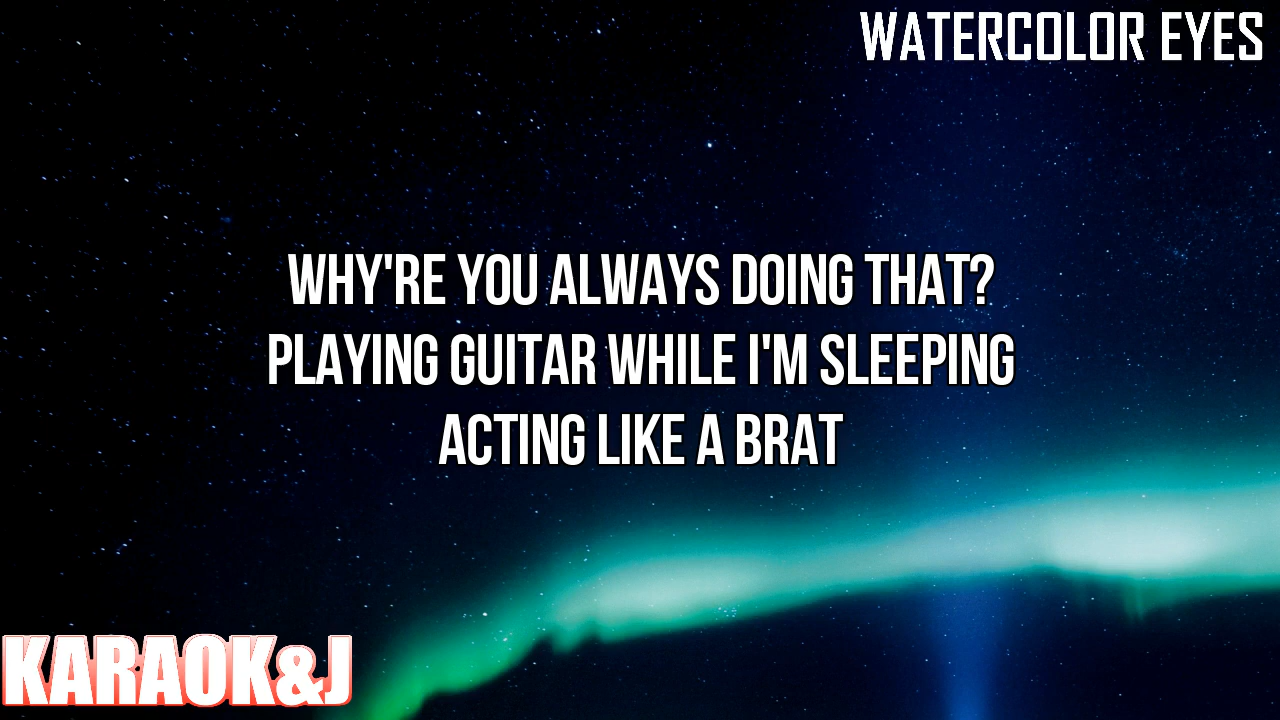 WATERCOLOR EYES
WHY'RE YOU ALWAYS DOING THAT?
PLAYING GUITAR WHILE I'M SLEEPING
ACTING LIKE A BRAT
KARAOK&J